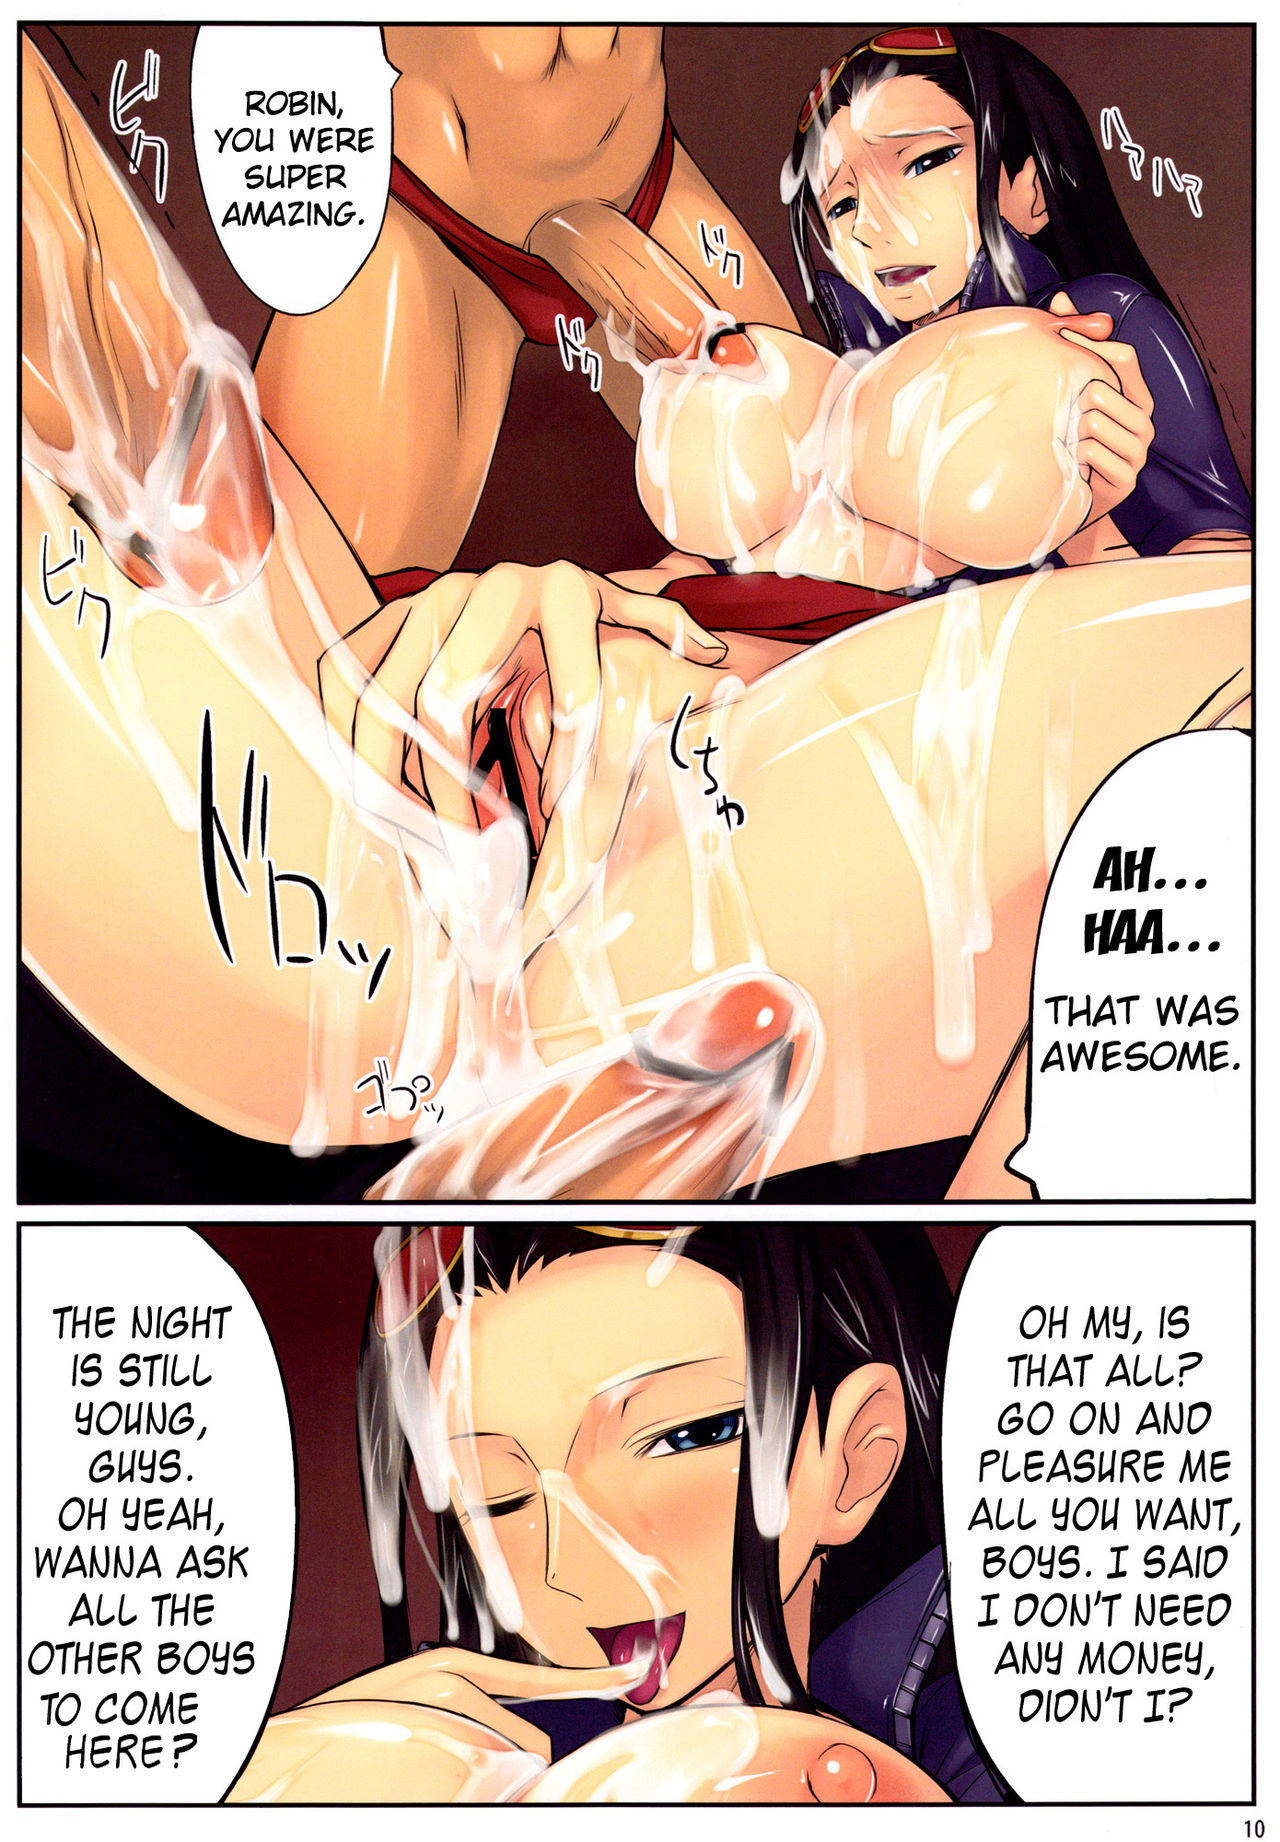 ROBIN,
YOU WERE
SUPER
AMAZING.
ビク
ハァハァ
ドク
ドク
ビク
しちゅ
ドロッ
ゴプッ
AH...
HAA...
THAT WAS
AWESOME.
OH MY, IS
THAT ALL?
GO ON AND
PLEASURE ME
ALL YOU WANT,
BOYS. I SAID
I DON'T NEED
ANY MONEY,
DIDN'T I?
THE NIGHT
IS STILL
YOUNG,
GUYS.
OH YEAH,
WANNA ASK
ALL THE
OTHER BOYS
TO COME
HERE?
10